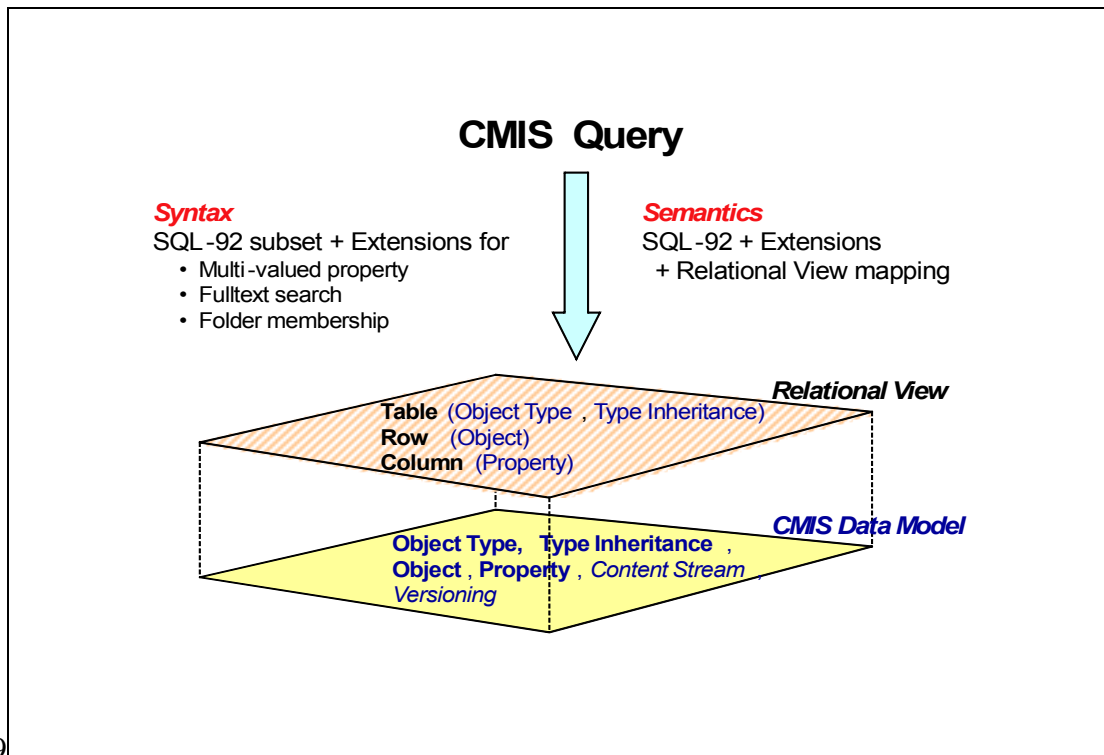 CMIS Query
Syntax
SQL-92 subset + Extensions for
• Multi-valued property
• Fulltext search
• Folder membership
Semantics
SQL-92 + Extensions
+ Relational View mapping
Relational View
Table (Object Type , Type Inheritance)
Row (Object)
Column (Property)
CMIS Data Model
Object Type, Type Inheritance ,
Object , Property , Content Stream ,
Versioning
9